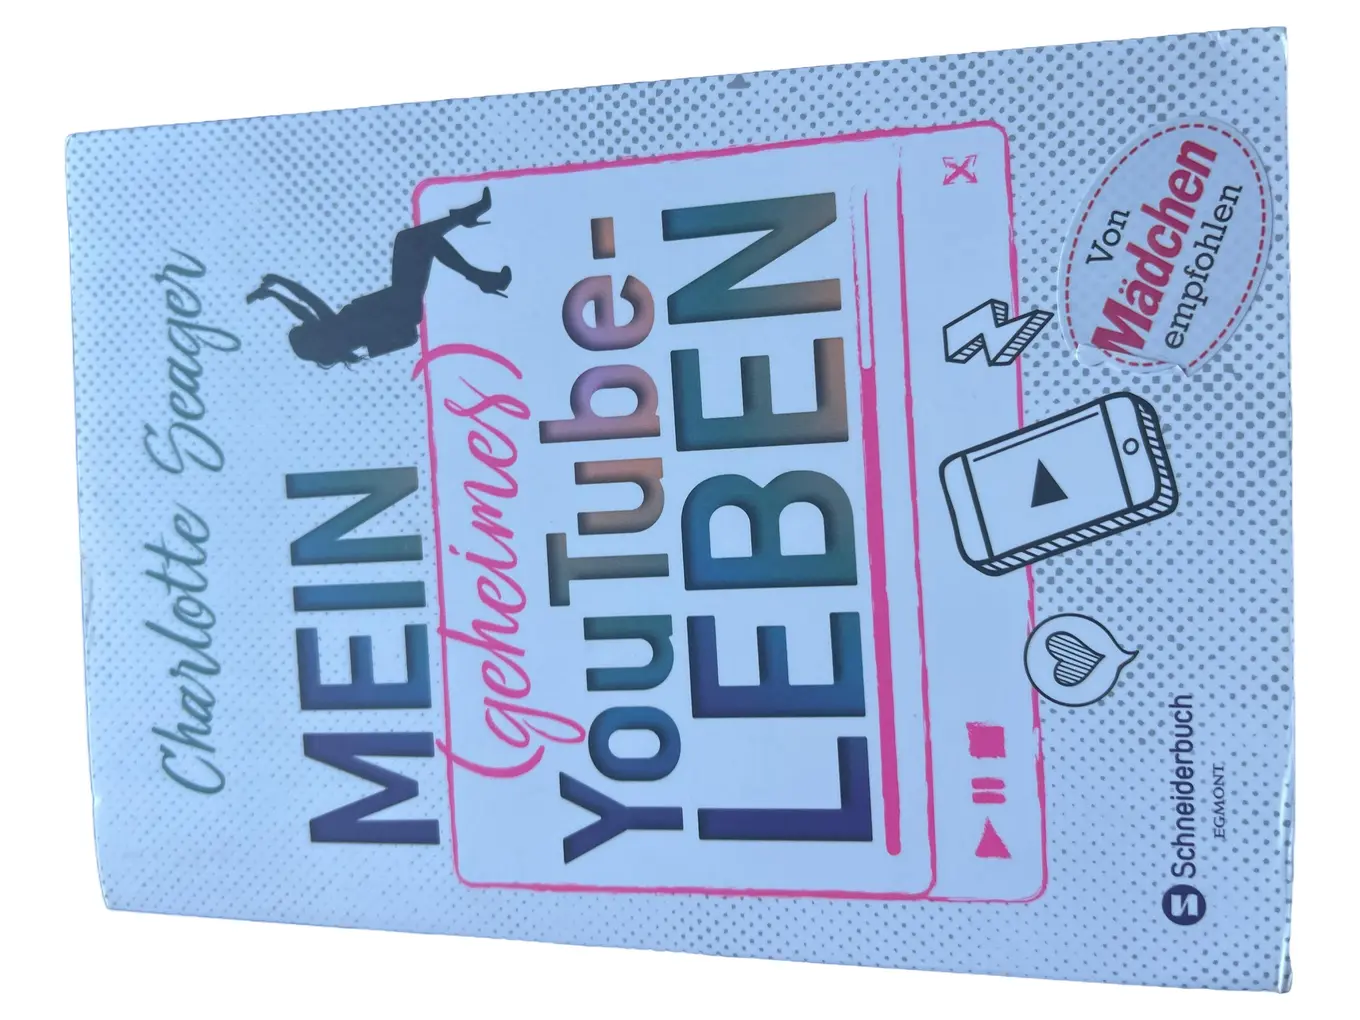 Charlotte Seager
MEIN
(geheimes)
YouTube-
LEBEN
Von
Mädchen
empfohlen
Schneiderbuch
EGMONT